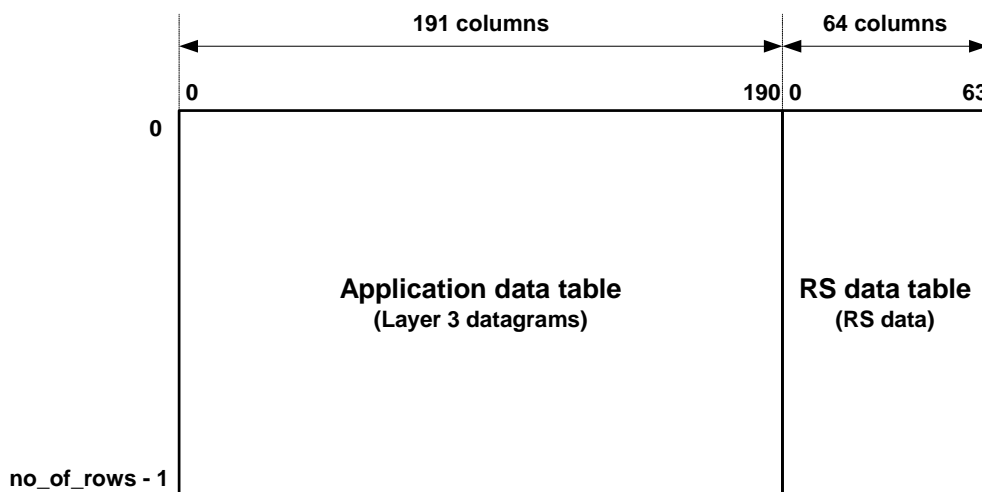 191 columns 64 columns
0 190 0 63
0
Application data table RS data table
(Layer 3 datagrams) (RS data)
no_of_rows - 1